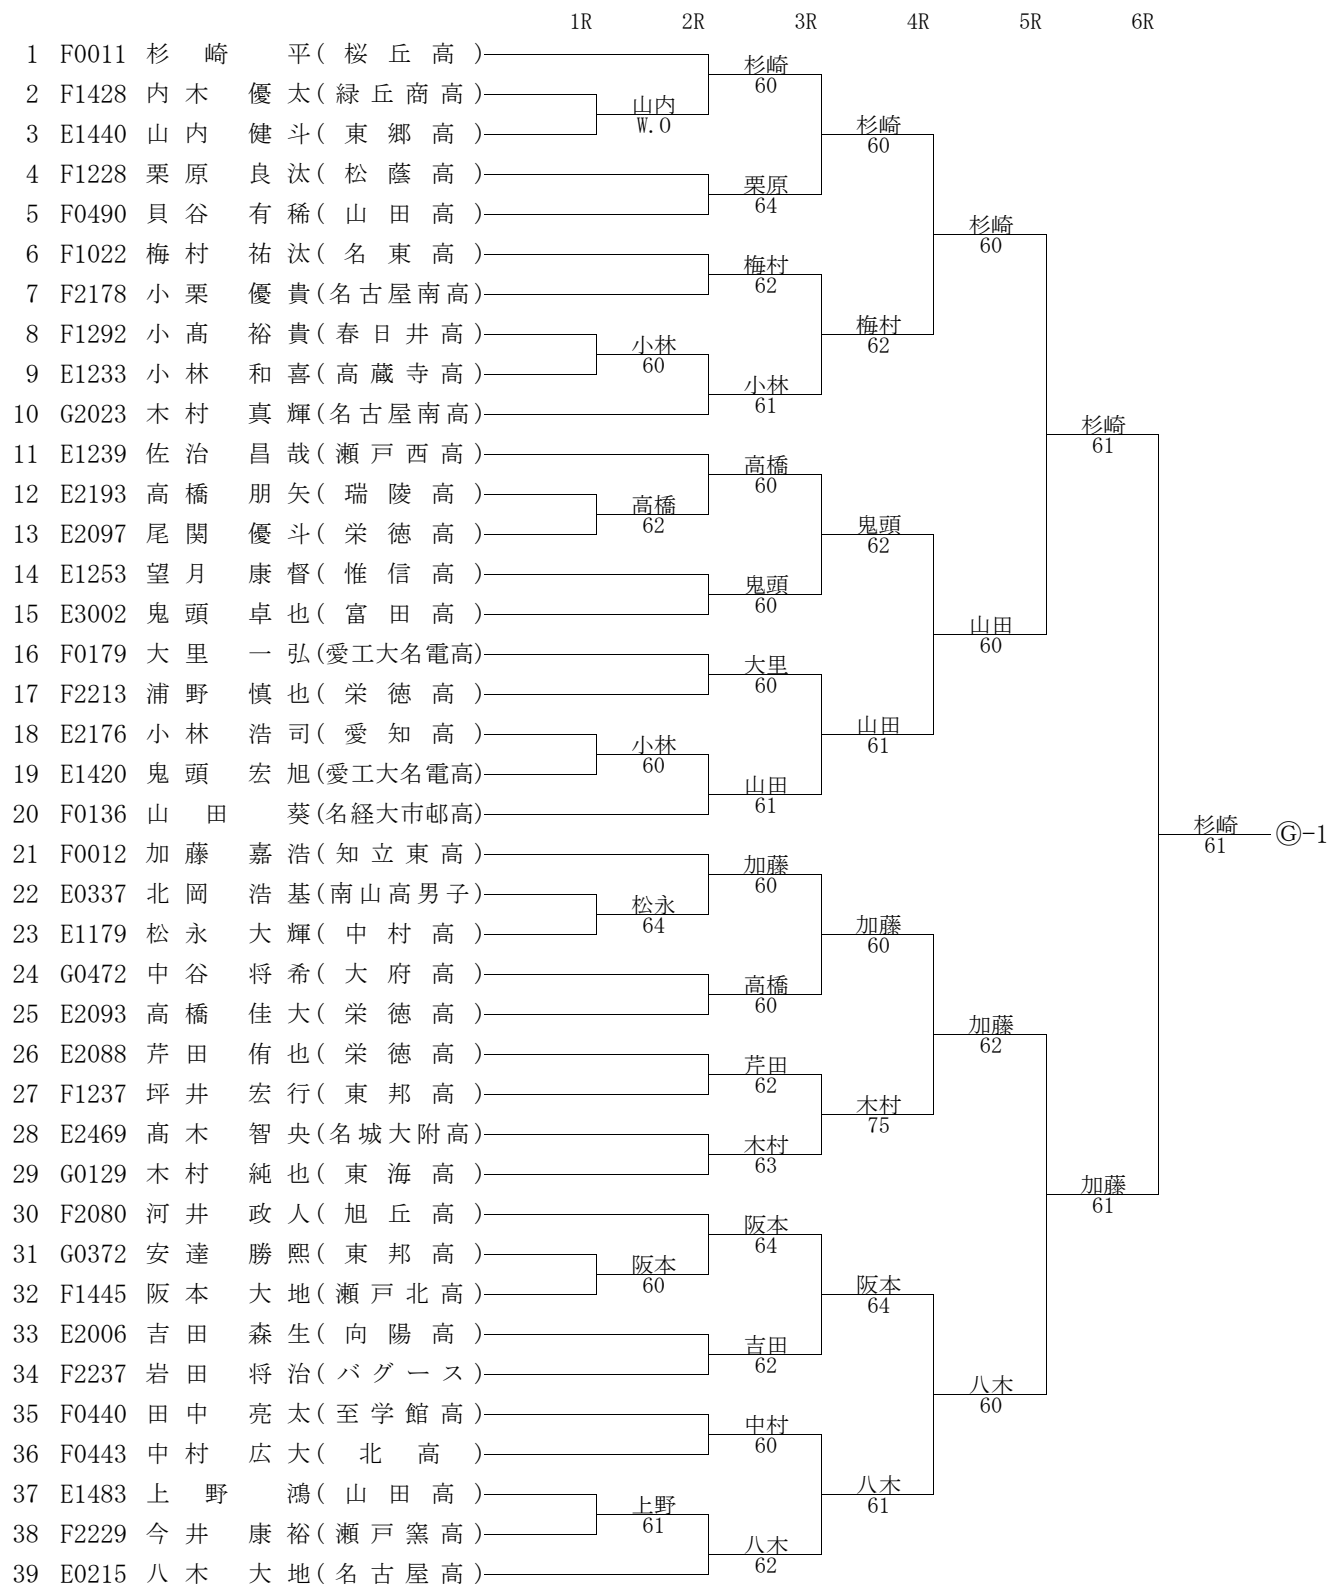 1R 2R 3R 4R 5R 6R
1 F0011 杉崎 平(桜丘高)
2 F1428 内木 優太(緑丘商高)
3 E1440 山内 健斗(東郷高)
4 F1228 栗原 良汰(松蔭高)
5 F0490 貝谷 有稀(山田高)
6 F1022 梅村 祐汰(名東高)
7 F2178 小栗 優貴(名古屋南高)
8 F1292 小髙 裕貴(春日井高)
9 E1233 小林 和喜(高蔵寺高)
10 G2023 木村 真輝(名古屋南高)
11 E1239 佐治 昌哉(瀬戸西高)
12 E2193 高橋 朋矢(瑞陵高)
13 E2097 尾関 優斗(栄徳高)
14 E1253 望月 康督(惟信高)
15 E3002 鬼頭 卓也(富田高)
16 F0179 大里 一弘(愛工大名電高)
17 F2213 浦野 慎也(栄徳高)
18 E2176 小林 浩司(愛知高)
19 E1420 鬼頭 宏旭(愛工大名電高)
20 F0136 山田 葵(名経大市邨高)
21 F0012 加藤 嘉浩(知立東高)
22 E0337 北岡 浩基(南山高男子)
23 E1179 松永 大輝(中村高)
24 G0472 中谷 将希(大府高)
25 E2093 高橋 佳大(栄徳高)
26 E2088 芹田 侑也(栄徳高)
27 F1237 坪井 宏行(東邦高)
28 E2469 髙木 智央(名城大附高)
29 G0129 木村 純也(東海高)
30 F2080 河井 政人(旭丘高)
31 G0372 安達 勝熙(東邦高)
32 F1445 阪本 大地(瀬戸北高)
33 E2006 吉田 森生(向陽高)
34 F2237 岩田 将治(バグース)
35 F0440 田中 亮太(至学館高)
36 F0443 中村 広大(北高)
37 E1483 上野 鴻(山田高)
38 F2229 今井 康裕(瀬戸窯高)
39 E0215 八木 大地(名古屋高)
山内
W.0
小林
60
高橋
62
小林
60
松永
64
阪本
60
上野
61
杉崎
60
栗原
64
梅村
62
小林
61
高橋
60
鬼頭
60
大里
60
山田
61
加藤
60
高橋
60
芹田
62
木村
63
阪本
64
吉田
62
中村
60
八木
62
杉崎
60
梅村
62
鬼頭
62
山田
61
加藤
60
木村
75
阪本
64
八木
61
杉崎
60
山田
60
加藤
62
八木
60
杉崎
61
加藤
61
杉崎
61
Ⓖ-1